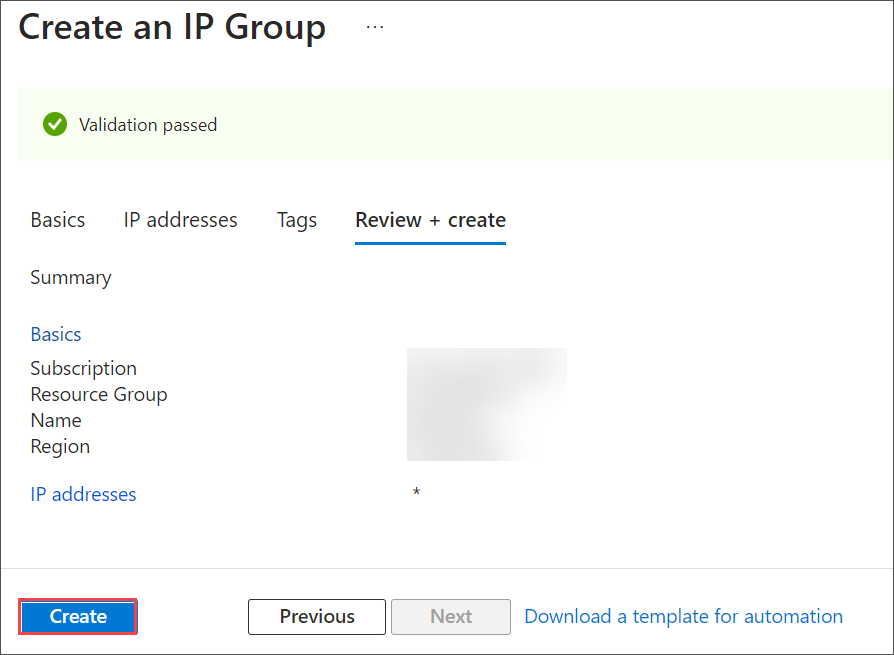 Create an IP Group ...
Validation passed
Basics IP addresses Tags Review + create
Summary
Basics
Subscription
Resource Group
Name
Region
IP addresses *
Create Previous Next Download a template for automation